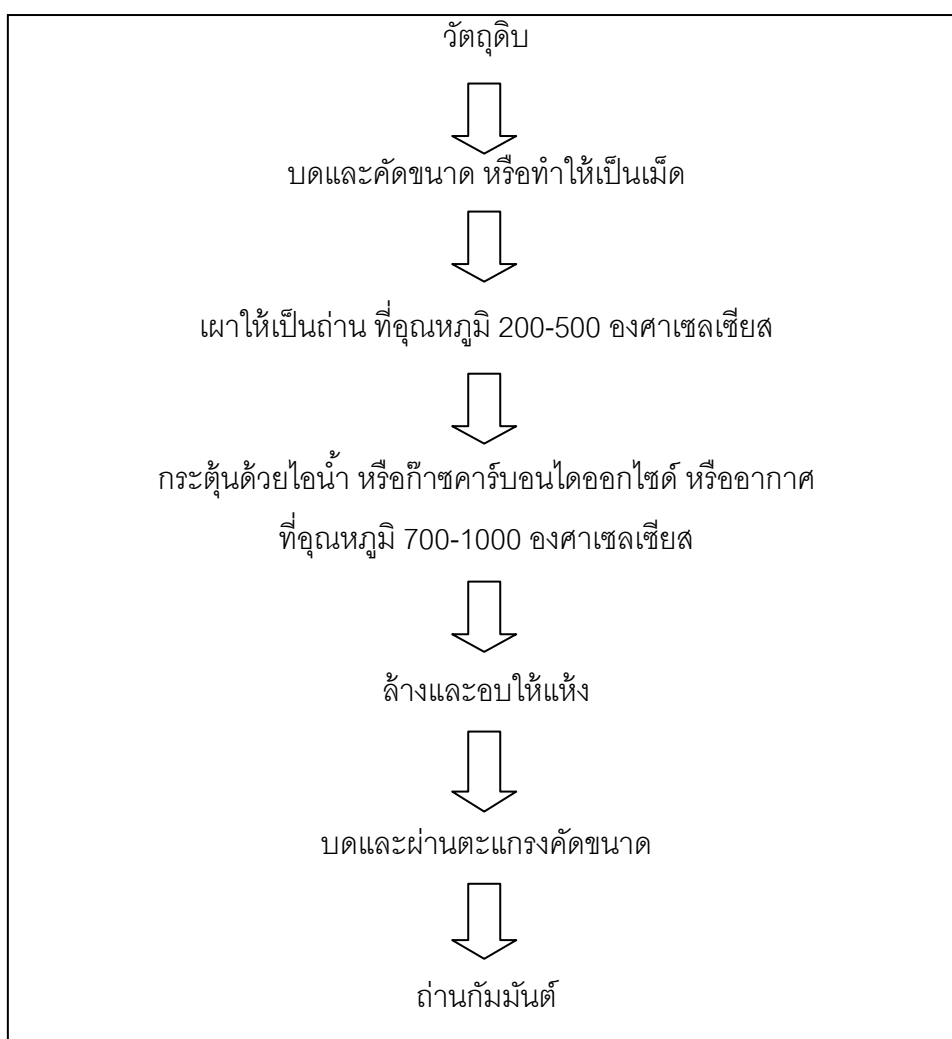 วัตถุดิบ
บดและคัดขนาด หรือทำให้เป็นเม็ด
เผาให้เป็นถ่าน ที่อุณหภูมิ 200-500 องศาเซลเซียส
กระตุ้นด้วยไอน้ำ หรือก๊าซคาร์บอนไดออกไซด์ หรืออากาศ
ที่อุณหภูมิ 700-1000 องศาเซลเซียส
ล้างและอบให้แห้ง
บดและผ่านตะแกรงคัดขนาด
ถ่านกัมมันต์